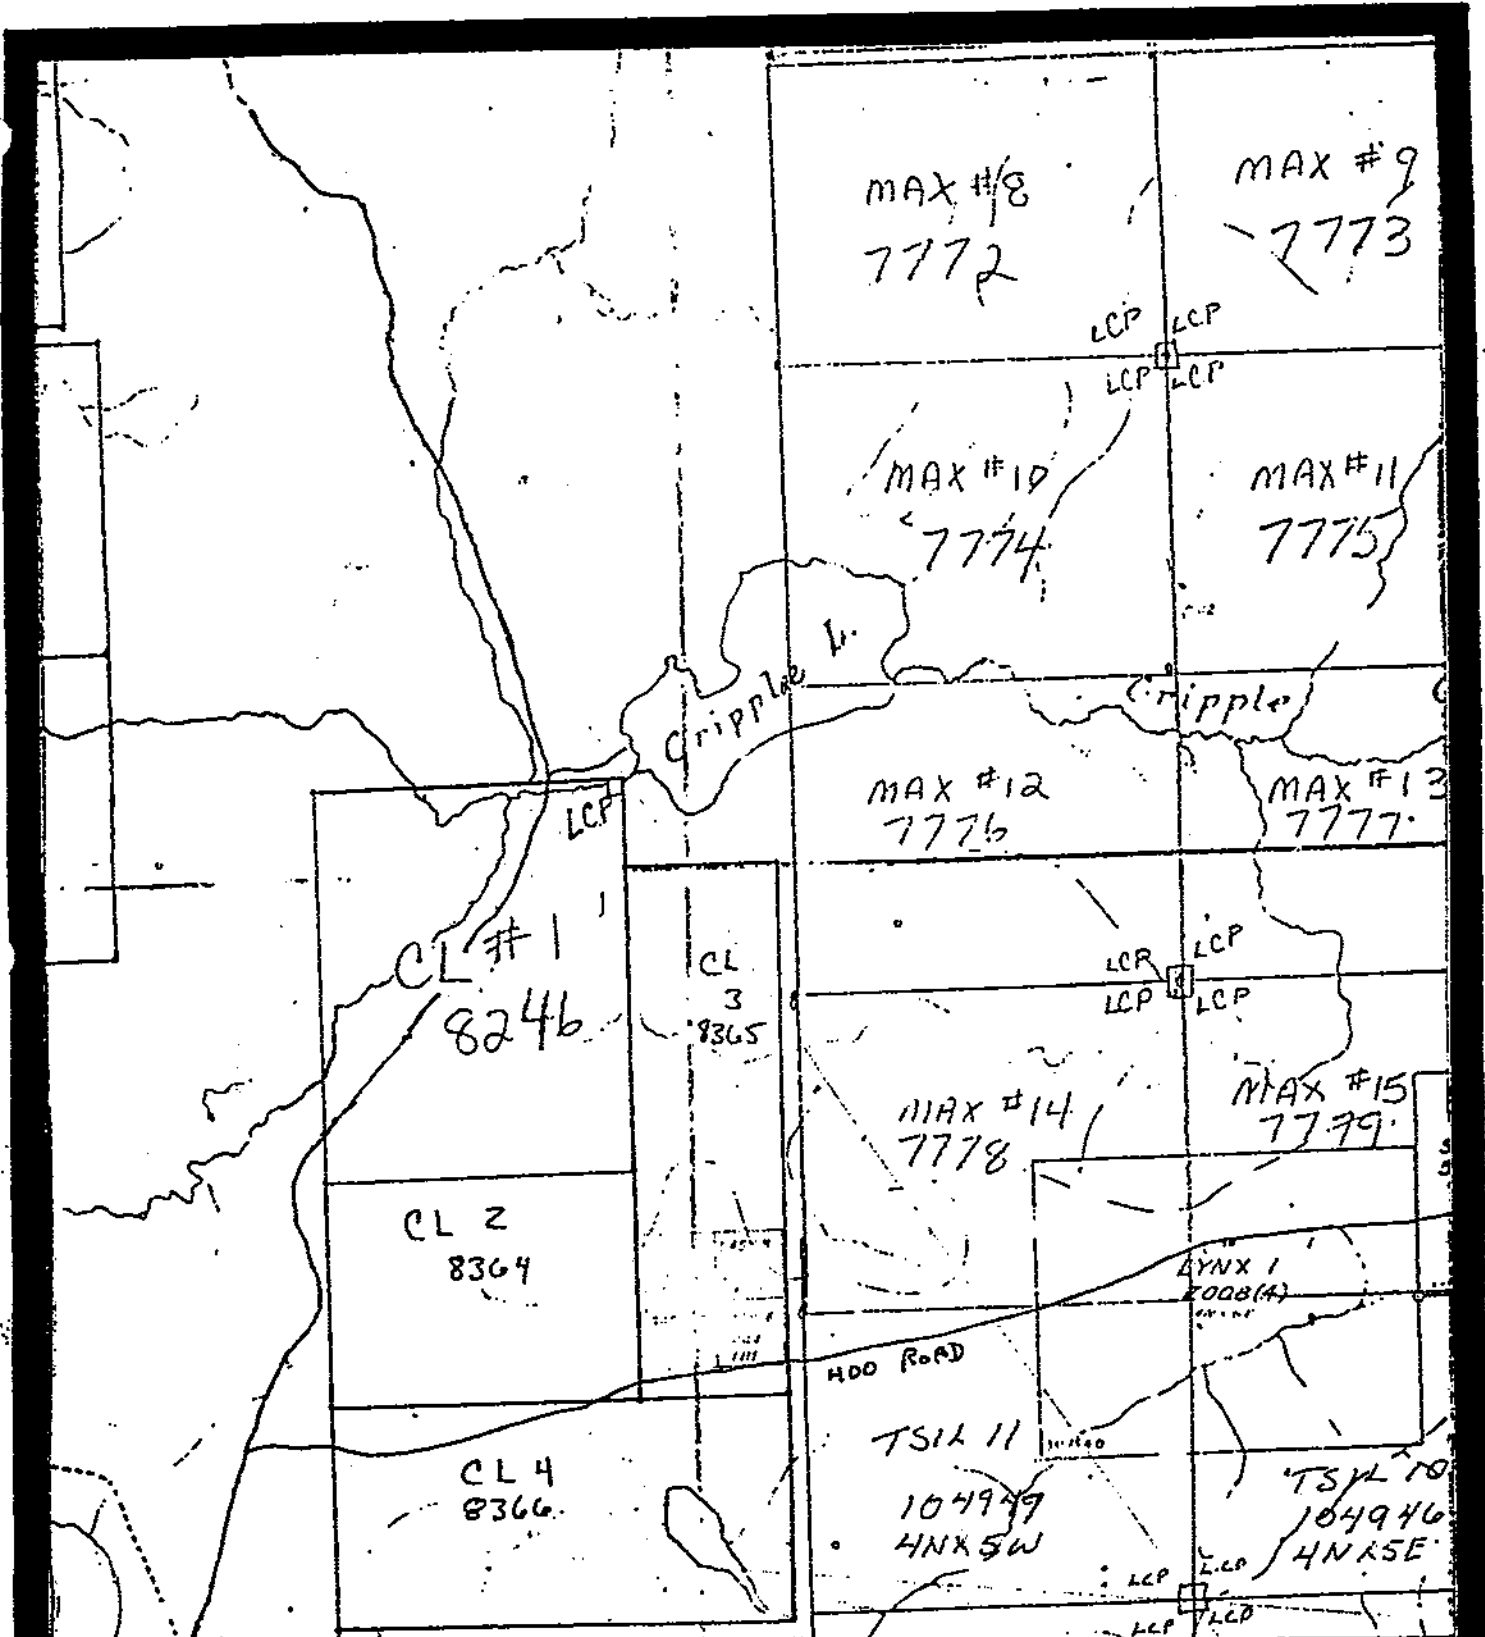 MAX #8
7772
MAX #9
7773
LCP LCP
LCP LCP
MAX #10
7774
MAX #11
7775
Cripple L.
Cripple
MAX #12
7776
MAX #13
7777
LCP
CL #1
8246
CL
3
8365
LCP LCP
LCP LCP
MAX #14
7778
MAX #15
7779
CL 2
8364
LYNX 1
HOO ROAD
CL 4
8366
TSIL 11
104949
4NX5W
TSIL 10
104946
4NX5E
LCP LCP
LCP LCP